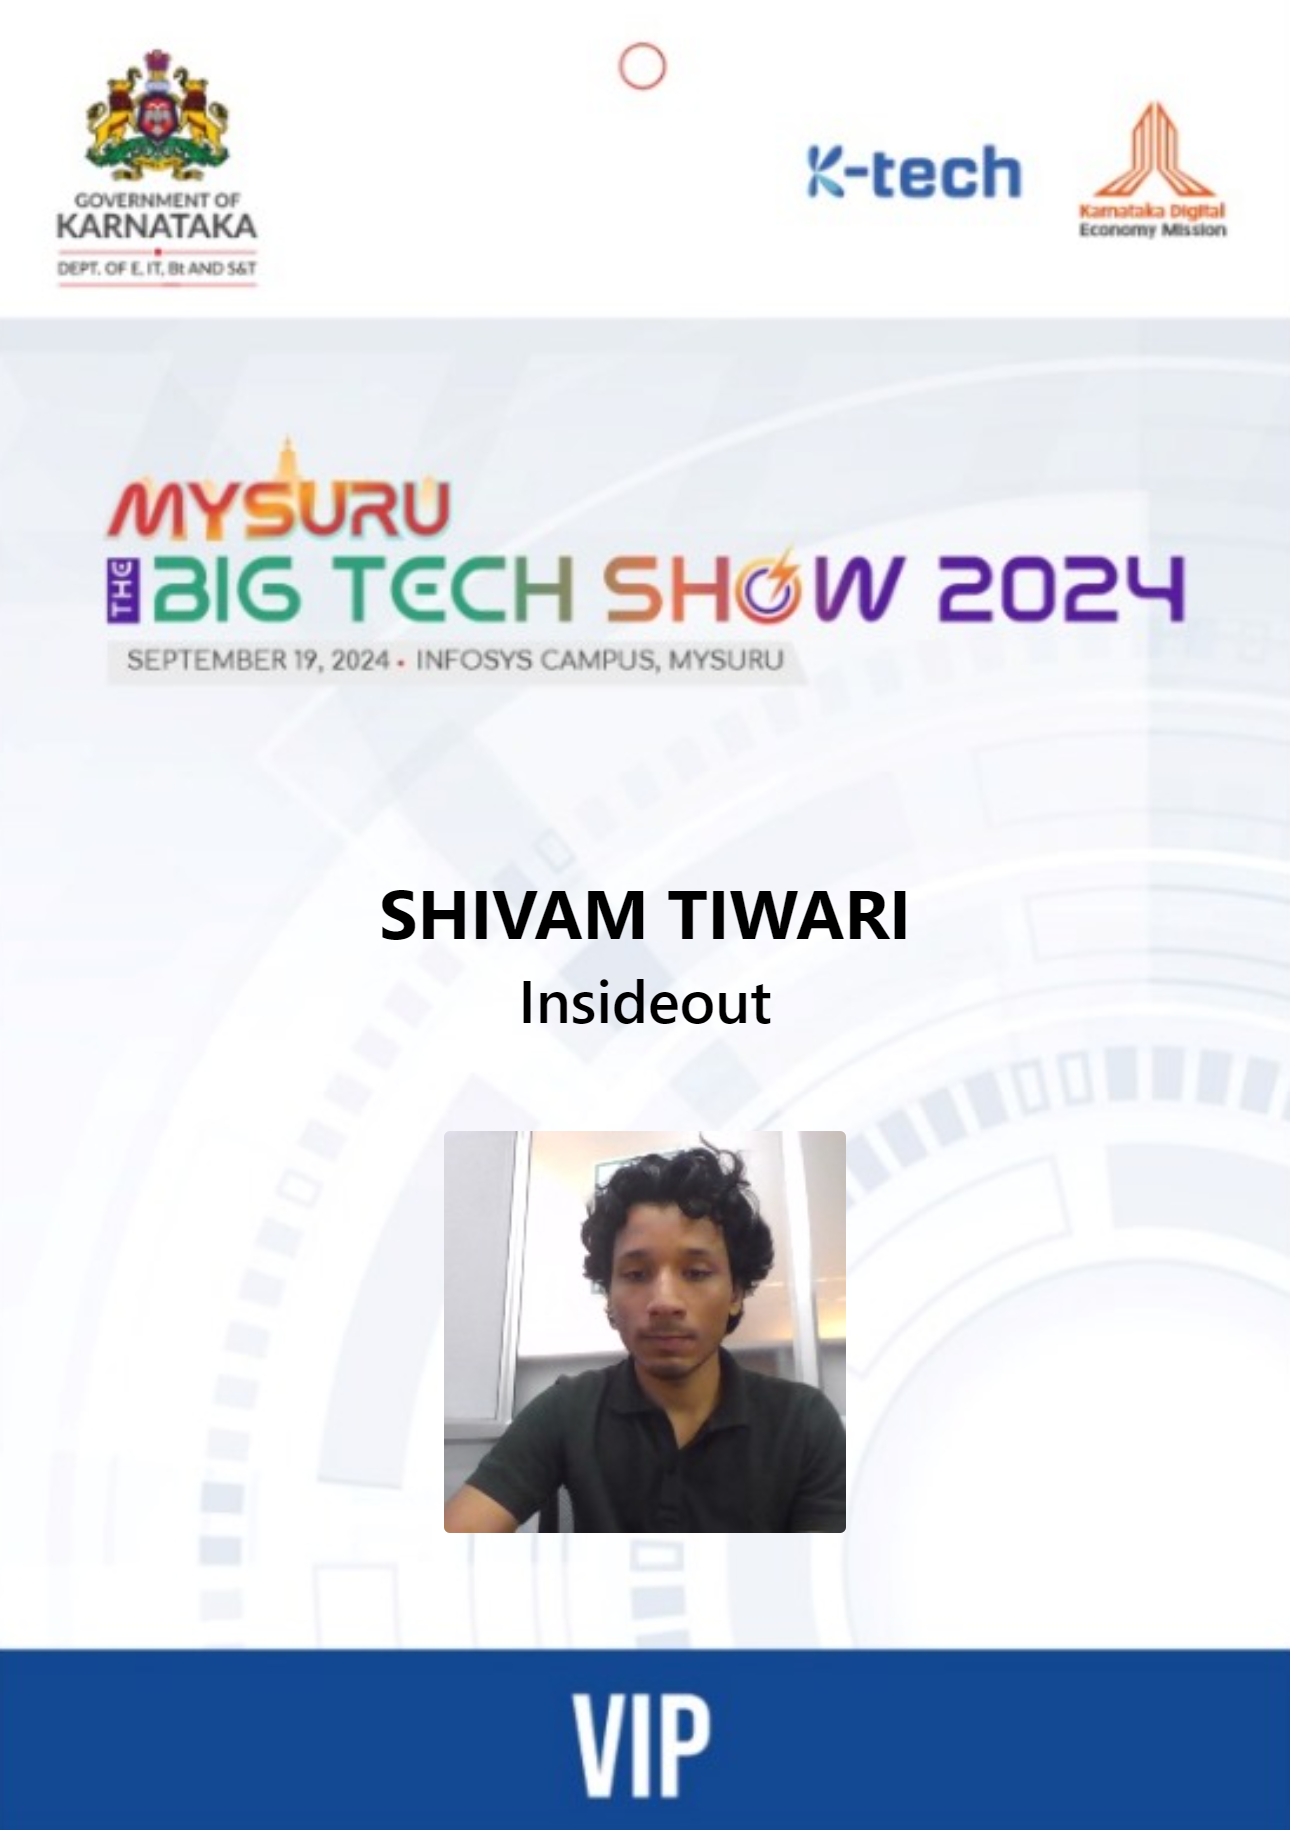 GOVERNMENT OF
KARNATAKA
DEPT. OF E, IT, Bt AND S&T
K-tech
Karnataka Digital
Economy Mission
MYSURU
THE BIG TECH SHOW 2024
SEPTEMBER 19, 2024 • INFOSYS CAMPUS, MYSURU
SHIVAM TIWARI
Insideout
VIP